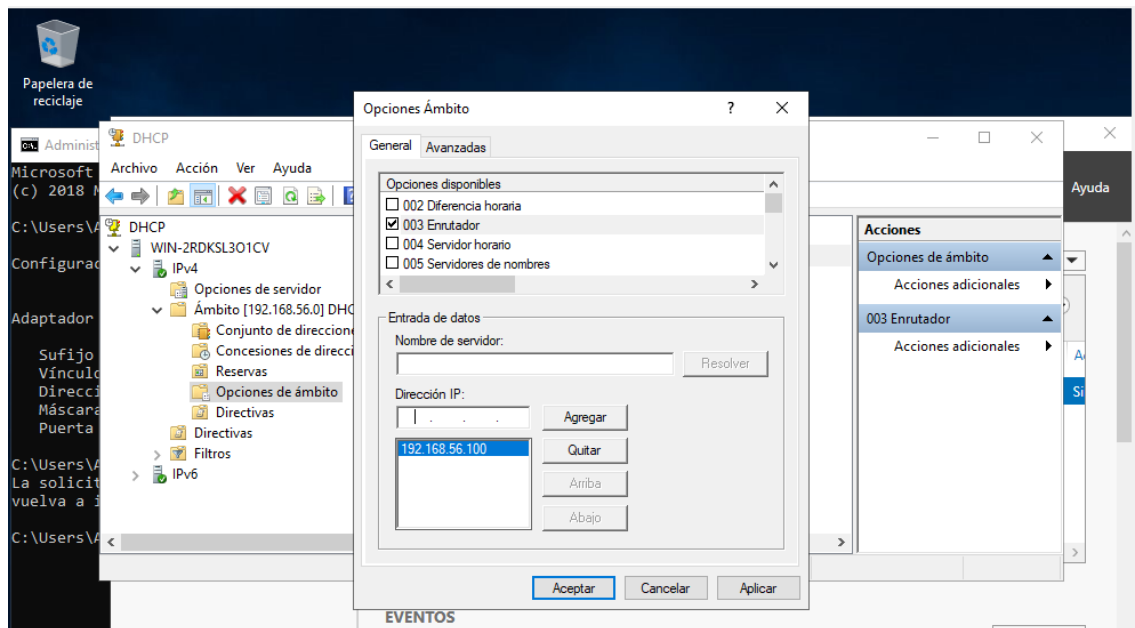 Papelera de
reciclaje
Administ
Microsoft
(c) 2018 M
C:\Users\A
Configurac
Adaptador
Sufijo
Vínculo
Direcci
Máscara
Puerta
C:\Users\A
La solicit
vuelva a i
C:\Users\A
DHCP
Archivo Acción Ver Ayuda
DHCP
WIN-2RDKSL3O1CV
IPv4
Opciones de servidor
Ámbito [192.168.56.0] DHC
Conjunto de direccione
Concesiones de direcci
Reservas
Opciones de ámbito
Directivas
Directivas
Filtros
IPv6
Opciones Ámbito
?
General Avanzadas
Opciones disponibles
002 Diferencia horaria
003 Enrutador
004 Servidor horario
005 Servidores de nombres
Entrada de datos
Nombre de servidor:
Resolver
Dirección IP:
. . .
Agregar
192.168.56.100
Quitar
Arriba
Abajo
Aceptar Cancelar Aplicar
Acciones
Opciones de ámbito
Acciones adicionales
003 Enrutador
Acciones adicionales
Ayuda
Si
EVENTOS